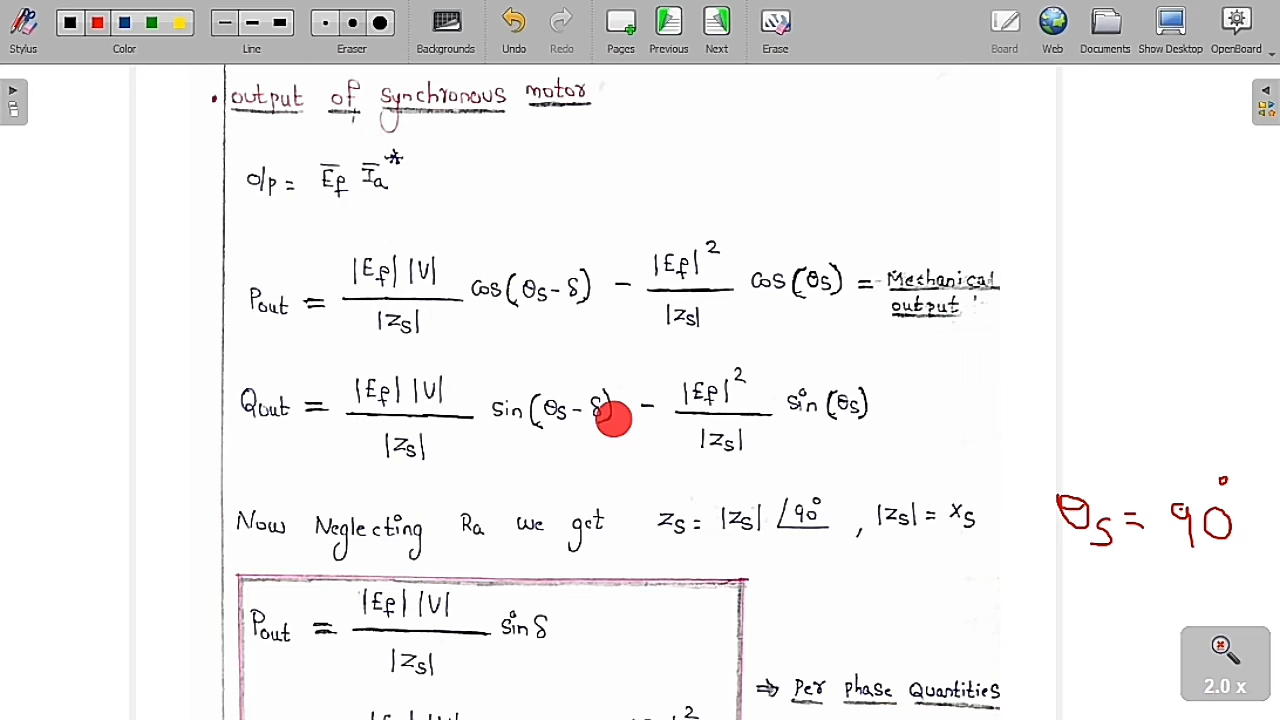 Stylus Color Line Eraser Backgrounds Undo Redo Pages Previous Next Erase Board Web Documents Show Desktop OpenBoard
. output of synchronous motor
o/p = E̅f I̅a*
Pout = |Ef| |V| / |Zs| cos(θs - δ) - |Ef|² / |Zs| cos(θs) = Mechanical output
Qout = |Ef| |V| / |Zs| sin(θs - δ) - |Ef|² / |Zs| sin(θs)
Now Neglecting Ra we get Zs = |Zs| ∠90° , |Zs| = Xs
θs = 90°
Pout = |Ef| |V| / |Zs| sin δ
⇒ Per phase Quantities
2.0 x